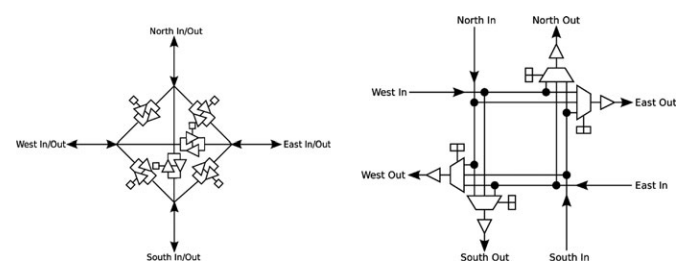 North In/Out
West In/Out
East In/Out
South In/Out
North In
North Out
West In
East Out
West Out
East In
South Out
South In